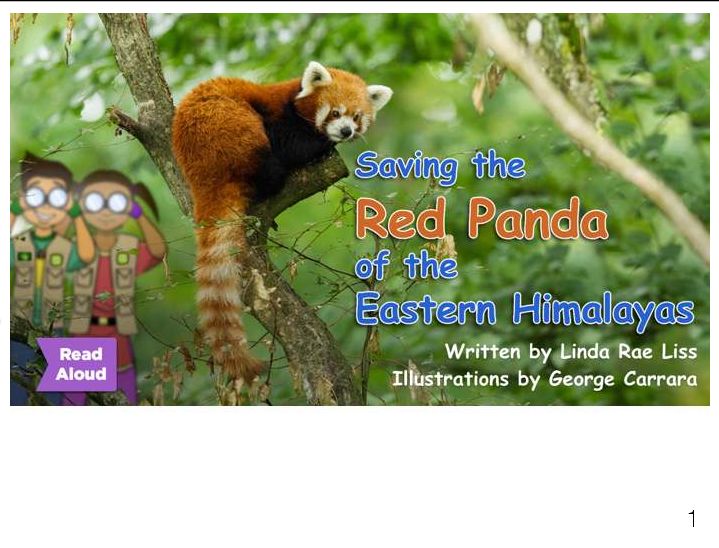 Saving the
Red Panda
of the
Eastern Himalayas
Written by Linda Rae Liss
Illustrations by George Carrara
Read
Aloud
1